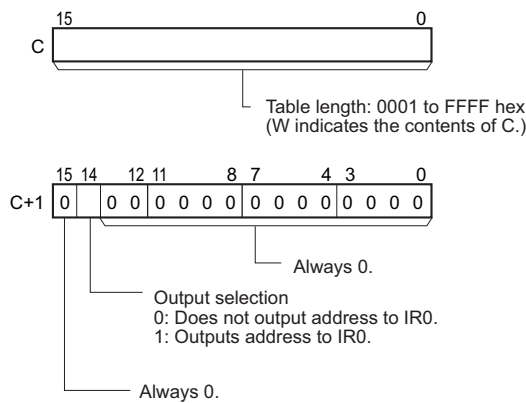 15 0
C
Table length: 0001 to FFFF hex
(W indicates the contents of C.)
15 14 12 11 8 7 4 3 0
C+1 0 0 0 0 0 0 0 0 0 0 0 0 0 0 0
Always 0.
Output selection
0: Does not output address to IR0.
1: Outputs address to IR0.
Always 0.